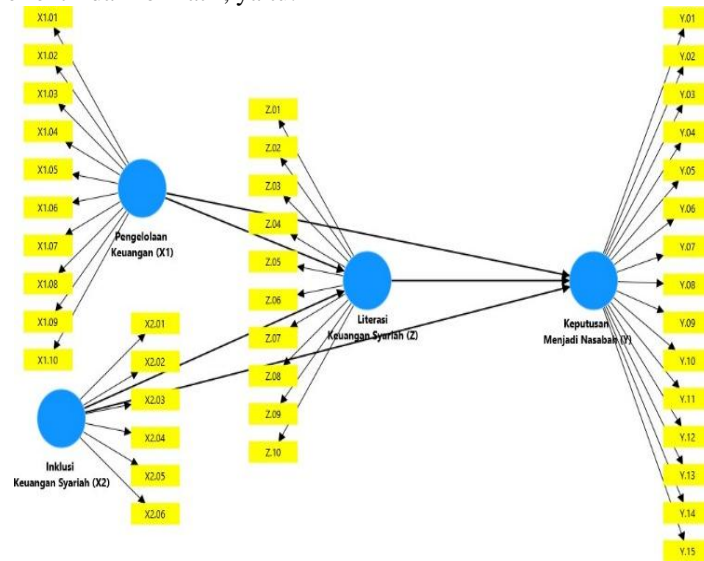 X1.01
X1.02
X1.03
X1.04
X1.05
X1.06
X1.07
X1.08
X1.09
X1.10
Pengelolaan
Keuangan (X1)
X2.01
X2.02
X2.03
X2.04
X2.05
X2.06
Inklusi
Keuangan Syariah (X2)
Z.01
Z.02
Z.03
Z.04
Z.05
Z.06
Z.07
Z.08
Z.09
Z.10
Literasi
Keuangan Syariah (Z)
Keputusan
Menjadi Nasabah (Y)
Y.01
Y.02
Y.03
Y.04
Y.05
Y.06
Y.07
Y.08
Y.09
Y.10
Y.11
Y.12
Y.13
Y.14
Y.15